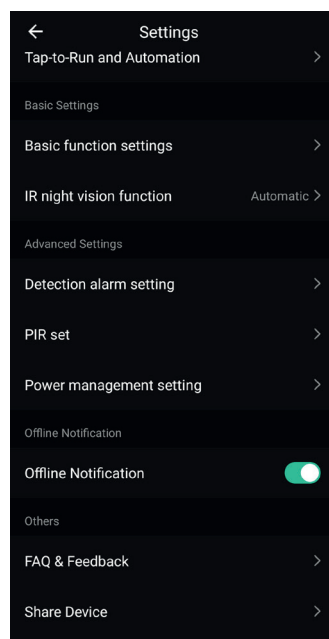 Settings
Tap-to-Run and Automation
Basic Settings
Basic function settings
IR night vision function Automatic
Advanced Settings
Detection alarm setting
PIR set
Power management setting
Offline Notification
Offline Notification
Others
FAQ & Feedback
Share Device